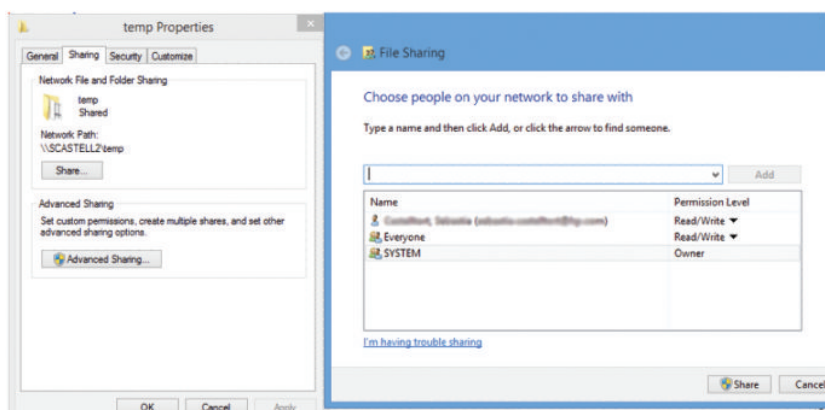 temp Properties
General Sharing Security Customize
Network File and Folder Sharing
temp
Shared
Network Path:
\\SCASTELL2\temp
Share...
Advanced Sharing
Set custom permissions, create multiple shares, and set other
advanced sharing options.
Advanced Sharing...
OK Cancel Apply
File Sharing
Choose people on your network to share with
Type a name and then click Add, or click the arrow to find someone.
Add
Name Permission Level
Read/Write
Everyone Read/Write
SYSTEM Owner
I'm having trouble sharing
Share Cancel